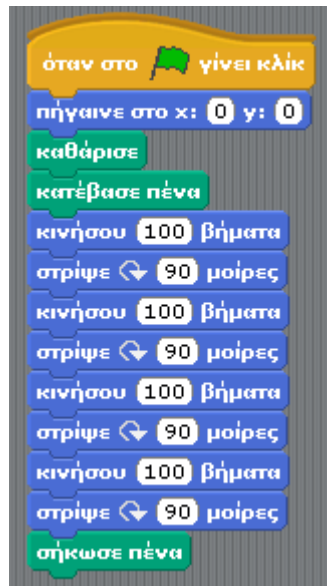 όταν στο γίνει κλίκ
πήγαινε στο x: 0 y: 0
καθάρισε
κατέβασε πένα
κινήσου 100 βήματα
στρίψε 90 μοίρες
κινήσου 100 βήματα
στρίψε 90 μοίρες
κινήσου 100 βήματα
στρίψε 90 μοίρες
κινήσου 100 βήματα
στρίψε 90 μοίρες
σήκωσε πένα